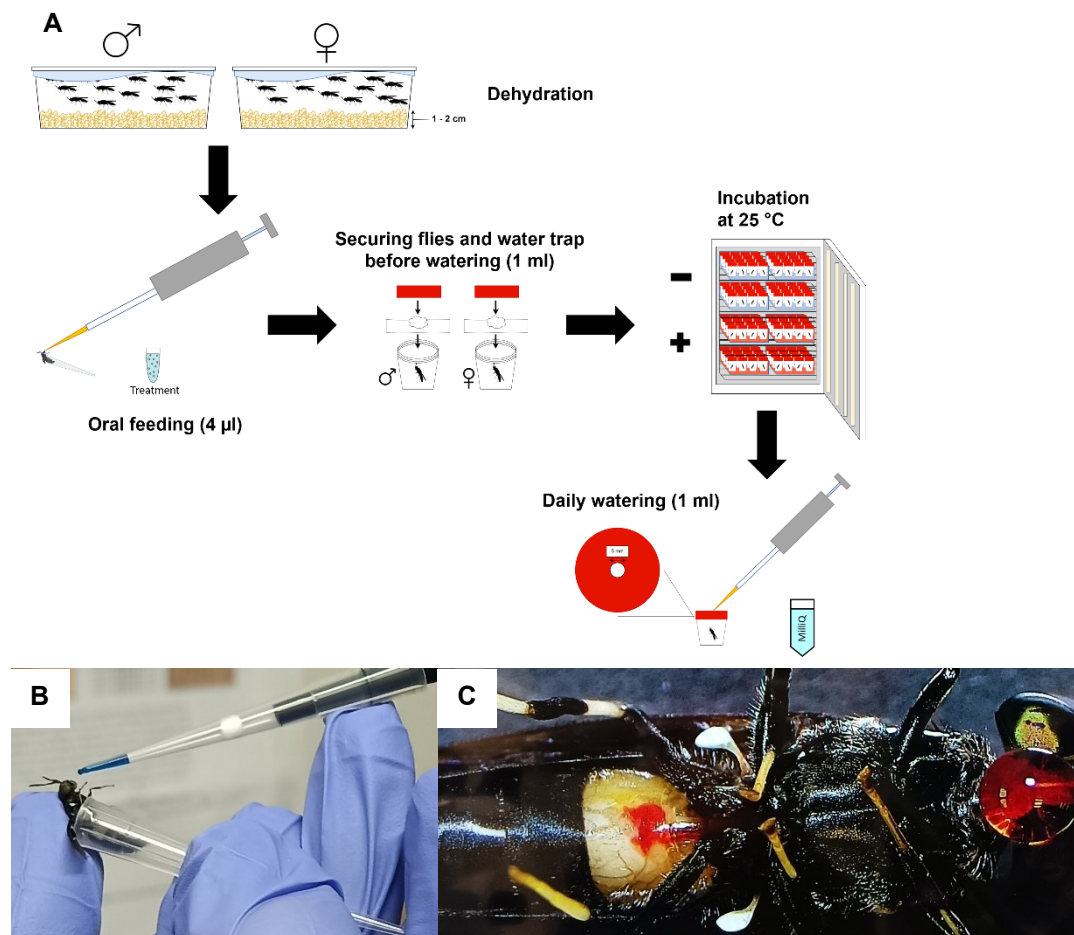 A
♂ ♀
Dehydration
1 - 2 cm
Incubation
at 25 °C
Securing flies and water trap
before watering (1 ml)
-
+
♂ ♀
Treatment
Oral feeding (4 µl)
Daily watering (1 ml)
MilliQ
B
C